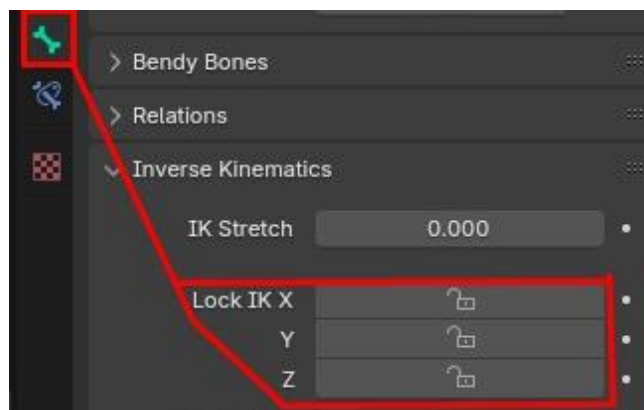 Bendy Bones
Relations
Inverse Kinematics
IK Stretch 0.000
Lock IK X
Y
Z